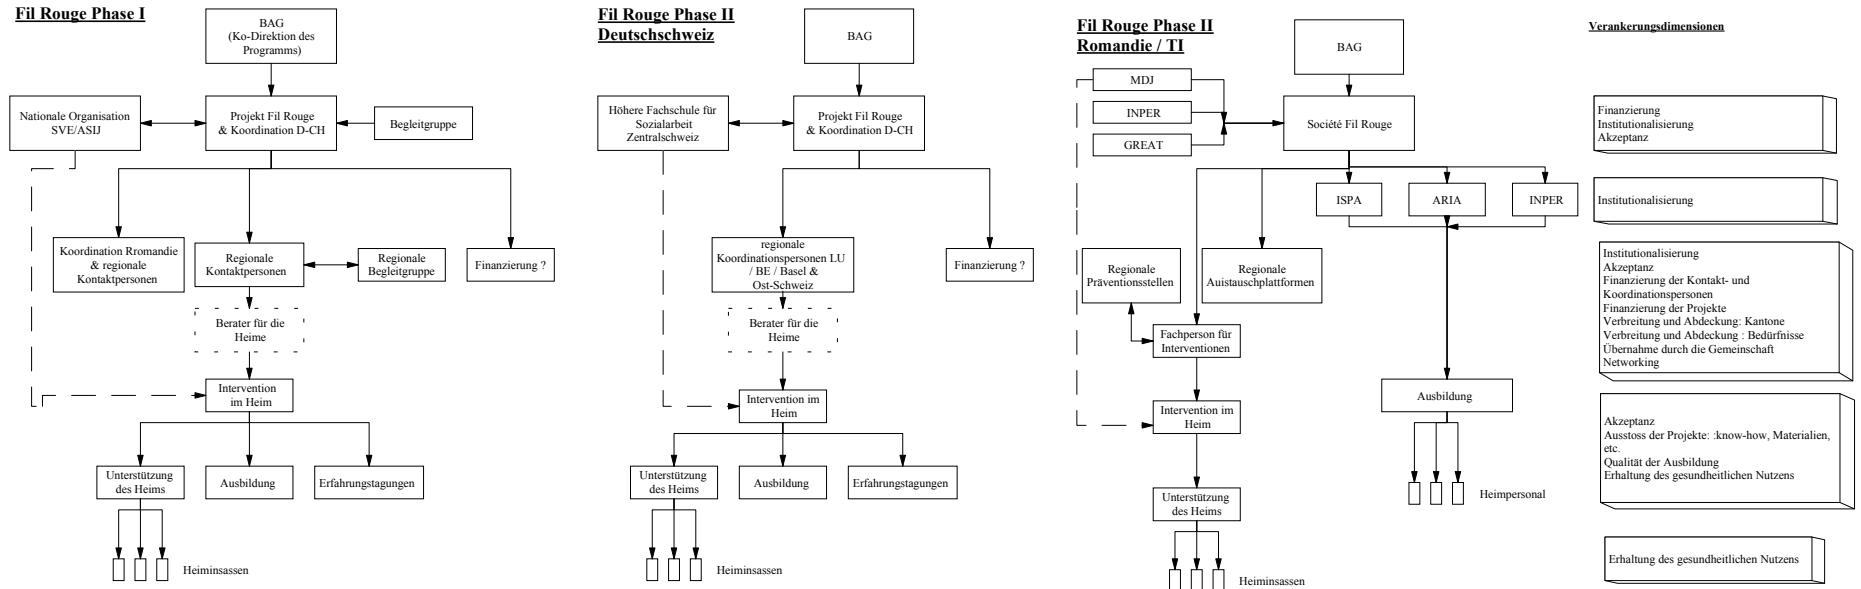 Fil Rouge Phase I
BAG
(Ko-Direktion des
Programms)
Nationale Organisation
SVE/ASIJ
Projekt Fil Rouge
& Koordination D-CH
Begleitgruppe
Koordination Rromandie
& regionale
Kontaktpersonen
Regionale
Kontaktpersonen
Regionale
Begleitgruppe
Finanzierung ?
Berater für die
Heime
Intervention
im Heim
Unterstützung
des Heims
Ausbildung
Erfahrungstagungen
Heiminsassen
Fil Rouge Phase II
Deutschschweiz
BAG
Höhere Fachschule für
Sozialarbeit
Zentralschweiz
Projekt Fil Rouge
& Koordination D-CH
regionale
Koordinationspersonen LU
/ BE / Basel &
Ost-Schweiz
Finanzierung ?
Berater für die
Heime
Intervention im
Heim
Unterstützung
des Heims
Ausbildung
Erfahrungstagungen
Heiminsassen
Fil Rouge Phase II
Romandie / TI
BAG
MDJ
INPER
GREAT
Société Fil Rouge
ISPA
ARIA
INPER
Regionale
Präventionsstellen
Regionale
Auistauschplattformen
Fachperson für
Interventionen
Intervention im
Heim
Ausbildung
Heimpersonal
Unterstützung
des Heims
Heiminsassen
Verankerungsdimensionen
Finanzierung
Institutionalisierung
Akzeptanz
Institutionalisierung
Institutionalisierung
Akzeptanz
Finanzierung der Kontakt- und
Koordinationspersonen
Finanzierung der Projekte
Verbreitung und Abdeckung: Kantone
Verbreitung und Abdeckung : Bedürfnisse
Übernahme durch die Gemeinschaft
Networking
Akzeptanz
Ausstoss der Projekte: :know-how, Materialien,
etc.
Qualität der Ausbildung
Erhaltung des gesundheitlichen Nutzens
Erhaltung des gesundheitlichen Nutzens